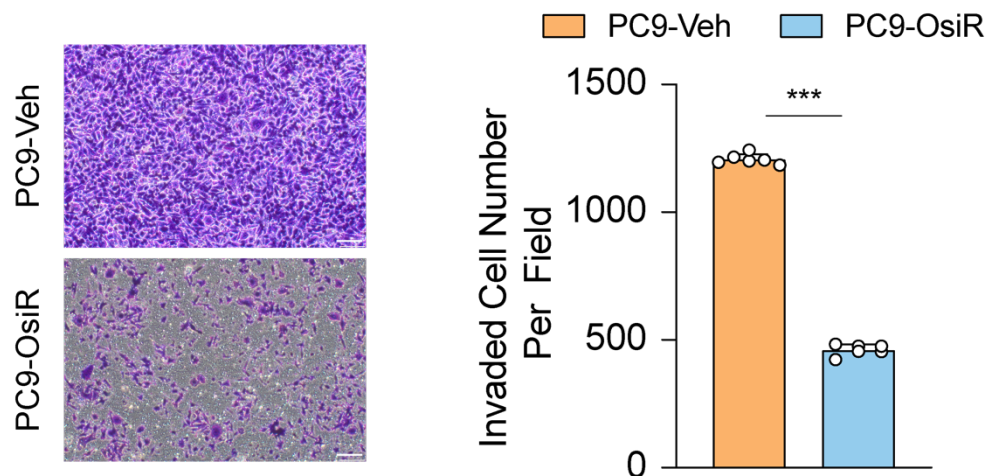 PC9-Veh
PC9-OsiR
PC9-Veh PC9-OsiR
Invaded Cell Number
Per Field
1500
1000
500
0
***